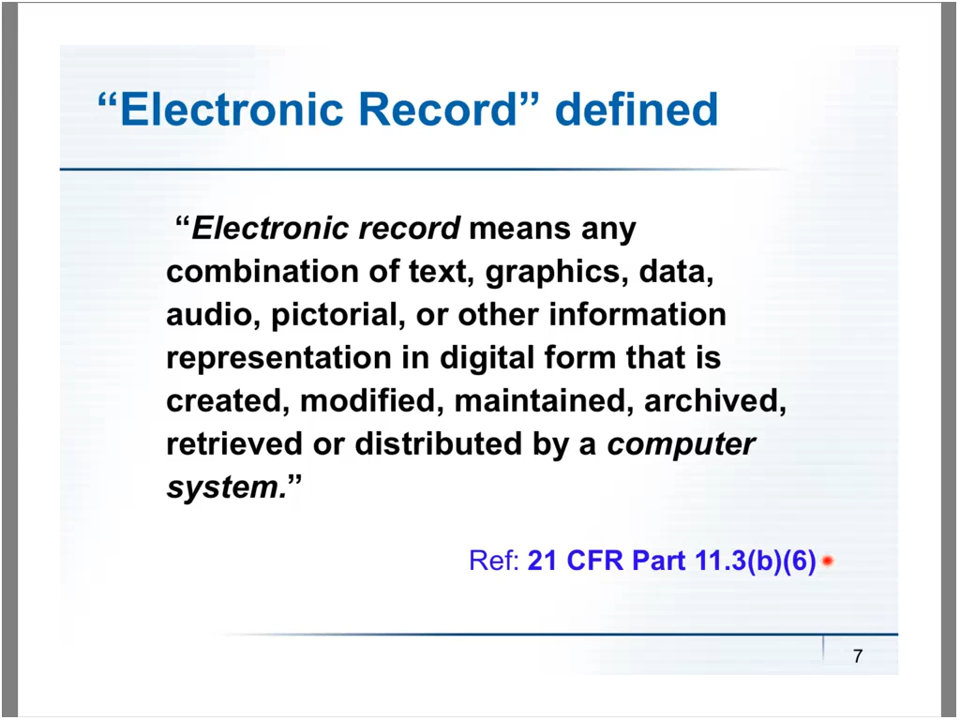 “Electronic Record” defined
“Electronic record means any
combination of text, graphics, data,
audio, pictorial, or other information
representation in digital form that is
created, modified, maintained, archived,
retrieved or distributed by a computer
system.”
Ref: 21 CFR Part 11.3(b)(6)
7